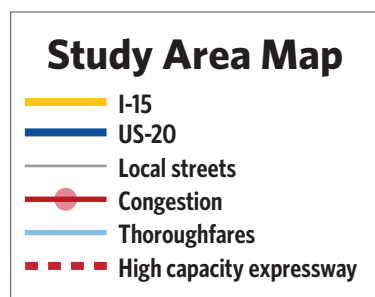 Study Area Map
I-15
US-20
Local streets
Congestion
Thoroughfares
High capacity expressway